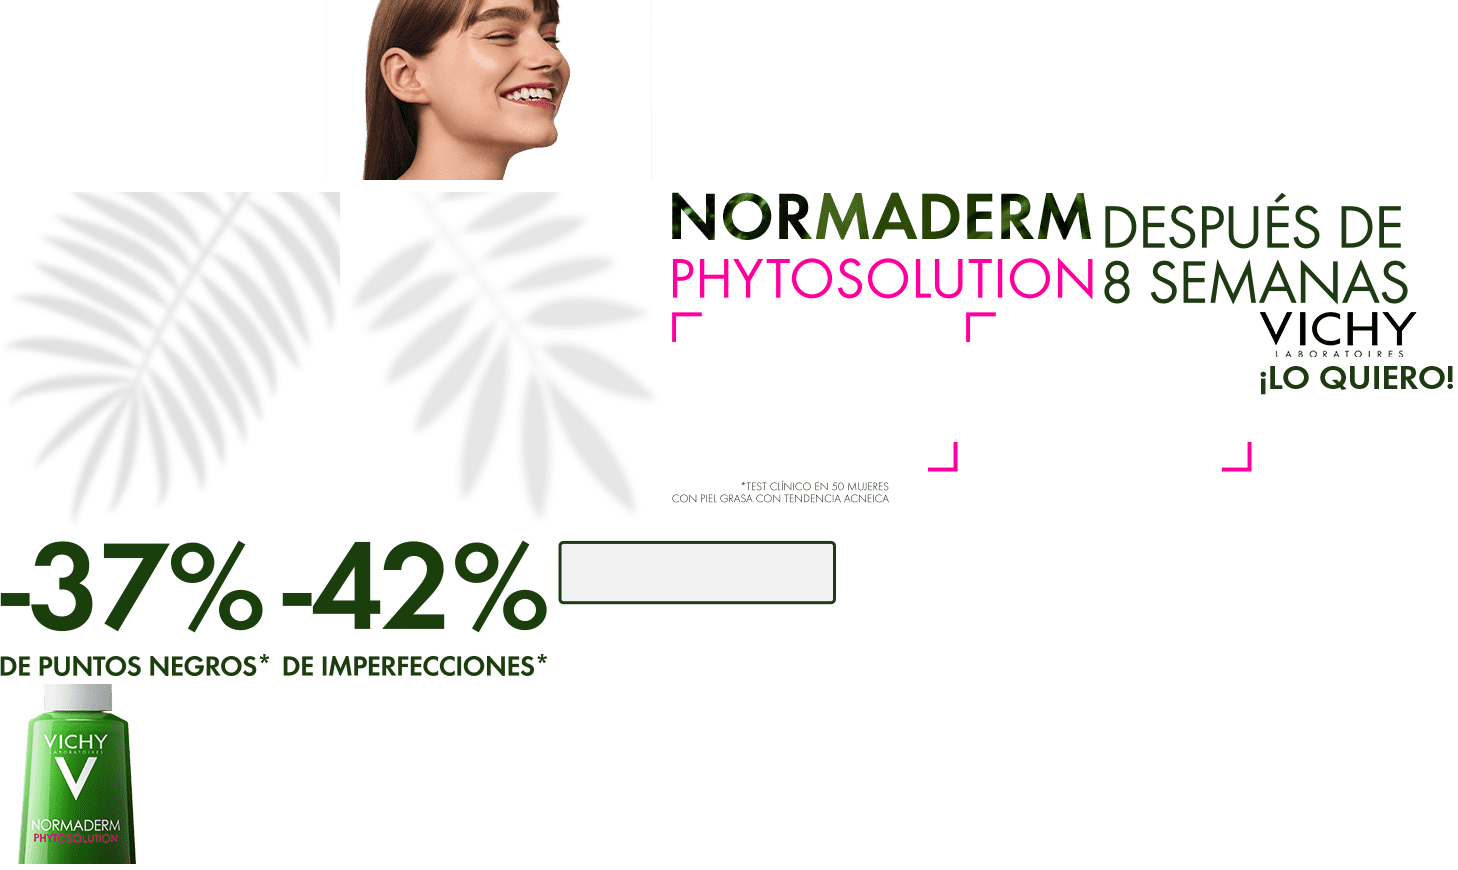 NORMADERM
PHYTOSOLUTION
DESPUÉS DE
8 SEMANAS
VICHY
LABORATOIRES
¡LO QUIERO!
*TEST CLÍNICO EN 50 MUJERES
CON PIEL GRASA CON TENDENCIA ACNEICA
-37%
DE PUNTOS NEGROS*
-42%
DE IMPERFECCIONES*
VICHY
LABORATOIRES
V
NORMADERM
PHYTOSOLUTION